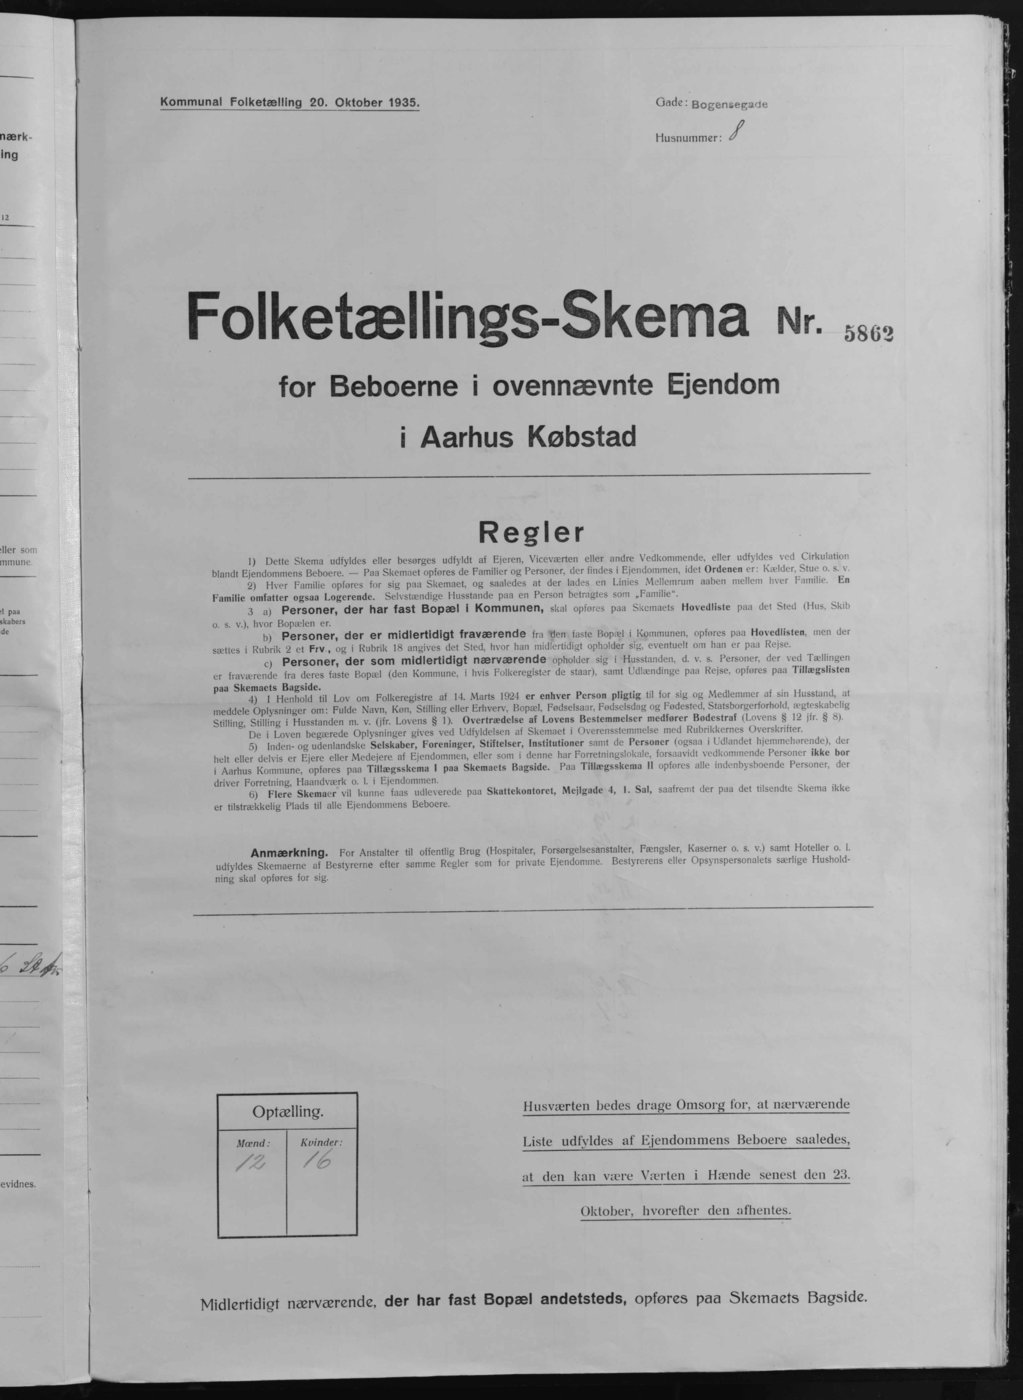 Kommunal Folketælling 20. Oktober 1935.
Gade: Bogensegade
Husnummer: 8
Folketællings-Skema Nr. 5862
for Beboerne i ovennævnte Ejendom
i Aarhus Købstad
Regler
1) Dette Skema udfyldes eller besørges udfyldt af Ejeren, Viceværten eller andre Vedkommende, eller udfyldes ved Cirkulation
blandt Ejendommens Beboere. — Paa Skemaet opføres de Familier og Personer, der findes i Ejendommen, idet Ordenen er: Kælder, Stue o. s. v.
2) Hver Familie opføres for sig paa Skemaet, og saaledes at der lades en Linies Mellemrum aaben mellem hver Familie. En
Familie omfatter ogsaa Logerende. Selvstændige Husstande paa en Person betragtes som „Familie“.
3 a) Personer, der har fast Bopæl i Kommunen, skal opføres paa Skemaets Hovedliste paa det Sted (Hus, Skib
o. s. v.), hvor Bopælen er.
b) Personer, der er midlertidigt fraværende fra den faste Bopæl i Kommunen, opføres paa Hovedlisten, men der
sættes i Rubrik 2 et Frv., og i Rubrik 18 angives det Sted, hvor han midlertidigt opholder sig, eventuelt om han er paa Rejse.
c) Personer, der som midlertidigt nærværende opholder sig i Husstanden, d. v. s. Personer, der ved Tællingen
er fraværende fra deres faste Bopæl (den Kommune, i hvis Folkeregister de staar), samt Udlændinge paa Rejse, opføres paa Tillægslisten
paa Skemaets Bagside.
4) I Henhold til Lov om Folkeregistre af 14. Marts 1924 er enhver Person pligtig til for sig og Medlemmer af sin Husstand, at
meddele Oplysninger om: Fulde Navn, Køn, Stilling eller Erhverv, Bopæl, Fødselsaar, Fødselsdag og Fødested, Statsborgerforhold, ægteskabelig
Stilling, Stilling i Husstanden m. v. (jfr. Lovens § 1). Overtrædelse af Lovens Bestemmelser medfører Bødestraf (Lovens § 12 jfr. § 8).
De i Loven begærede Oplysninger gives ved Udfyldelsen af Skemaet i Overensstemmelse med Rubrikkernes Overskrifter.
5) Inden- og udenlandske Selskaber, Foreninger, Stiftelser, Institutioner samt de Personer (ogsaa i Udlandet hjemmehørende), der
helt eller delvis er Ejere eller Medejere af Ejendommen, eller som i denne har Forretningslokale, forsaavidt vedkommende Personer ikke bor
i Aarhus Kommune, opføres paa Tillægsskema I paa Skemaets Bagside. Paa Tillægsskema II opføres alle indenbysboende Personer, der
driver Forretning, Haandværk o. l. i Ejendommen.
6) Flere Skemaer vil kunne faas udleverede paa Skattekontoret, Mejlgade 4, 1. Sal, saafremt der paa det tilsendte Skema ikke
er tilstrækkelig Plads til alle Ejendommens Beboere.
Anmærkning. For Anstalter til offentlig Brug (Hospitaler, Forsørgelsesanstalter, Fængsler, Kaserner o. s. v.) samt Hoteller o. l.
udfyldes Skemaerne af Bestyrerne efter samme Regler som for private Ejendomme. Bestyrerens eller Opsynspersonalets særlige Hushold-
ning skal opføres for sig.
Optælling.
Mænd: Kvinder:
12 16
Husværten bedes drage Omsorg for, at nærværende
Liste udfyldes af Ejendommens Beboere saaledes,
at den kan være Værten i Hænde senest den 23.
Oktober, hvorefter den afhentes.
Midlertidigt nærværende, der har fast Bopæl andetsteds, opføres paa Skemaets Bagside.
nærk-
ing
12
eller som
mmune
el paa
skabers
de
evidnes.